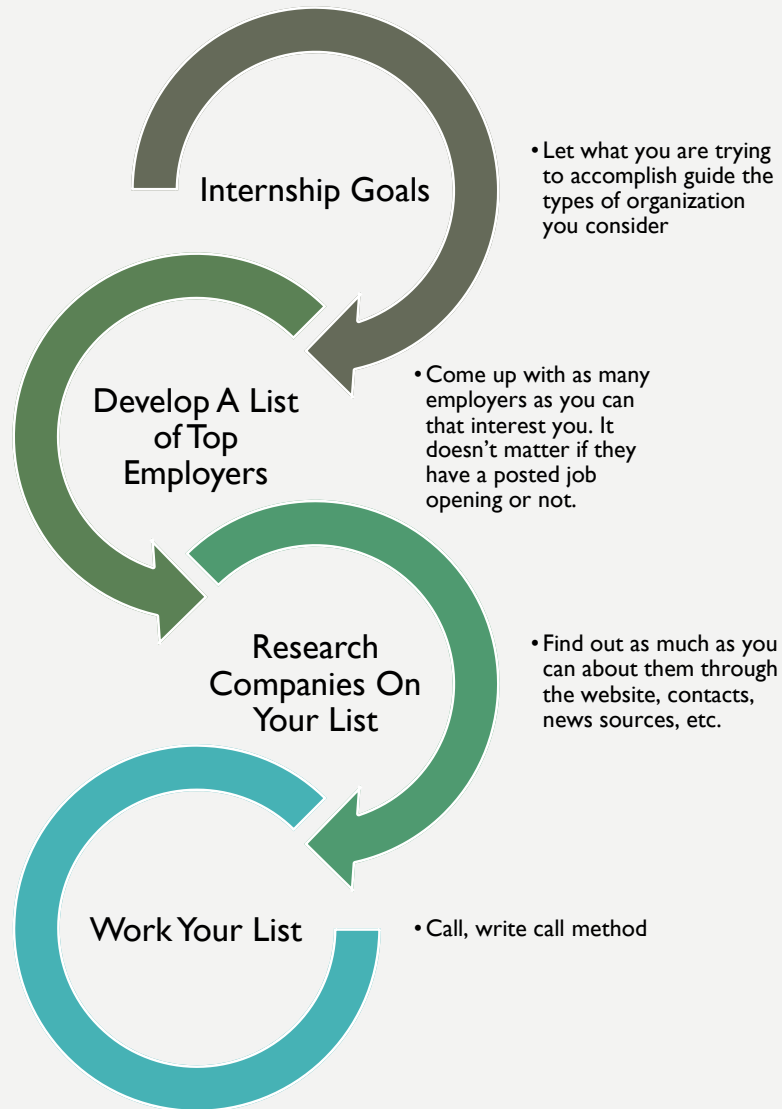 Internship Goals
• Let what you are trying
to accomplish guide the
types of organization
you consider
Develop A List
of Top
Employers
• Come up with as many
employers as you can
that interest you. It
doesn’t matter if they
have a posted job
opening or not.
Research
Companies On
Your List
• Find out as much as you
can about them through
the website, contacts,
news sources, etc.
Work Your List
• Call, write call method